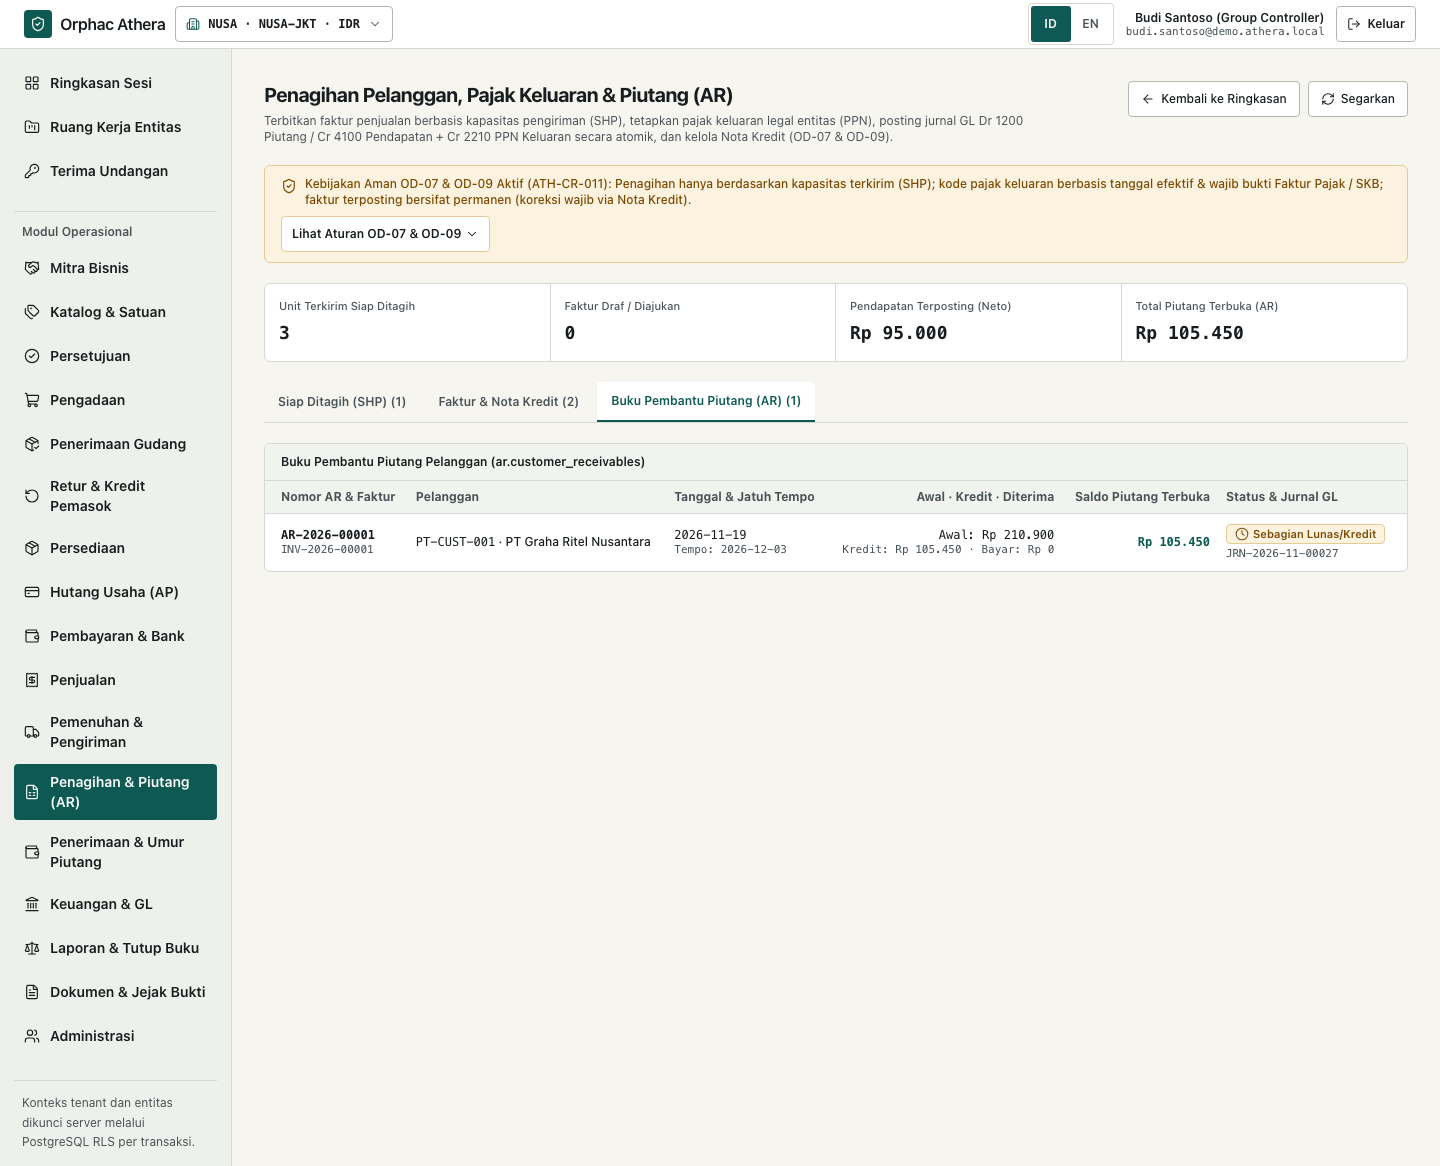 Orphac Athera
NUSA · NUSA-JKT · IDR
ID
EN
Budi Santoso (Group Controller)
budi.santoso@demo.athera.local
Keluar
Ringkasan Sesi
Ruang Kerja Entitas
Terima Undangan
Modul Operasional
Mitra Bisnis
Katalog & Satuan
Persetujuan
Pengadaan
Penerimaan Gudang
Retur & Kredit
Pemasok
Persediaan
Hutang Usaha (AP)
Pembayaran & Bank
Penjualan
Pemenuhan &
Pengiriman
Penagihan & Piutang
(AR)
Penerimaan & Umur
Piutang
Keuangan & GL
Laporan & Tutup Buku
Dokumen & Jejak Bukti
Administrasi
Konteks tenant dan entitas
dikunci server melalui
PostgreSQL RLS per transaksi.
Penagihan Pelanggan, Pajak Keluaran & Piutang (AR)
Terbitkan faktur penjualan berbasis kapasitas pengiriman (SHP), tetapkan pajak keluaran legal entitas (PPN), posting jurnal GL Dr 1200
Piutang / Cr 4100 Pendapatan + Cr 2210 PPN Keluaran secara atomik, dan kelola Nota Kredit (OD-07 & OD-09).
Kembali ke Ringkasan
Segarkan
Kebijakan Aman OD-07 & OD-09 Aktif (ATH-CR-011): Penagihan hanya berdasarkan kapasitas terkirim (SHP); kode pajak keluaran berbasis tanggal efektif & wajib bukti Faktur Pajak / SKB;
faktur terposting bersifat permanen (koreksi wajib via Nota Kredit).
Lihat Aturan OD-07 & OD-09
Unit Terkirim Siap Ditagih
3
Faktur Draf / Diajukan
0
Pendapatan Terposting (Neto)
Rp 95.000
Total Piutang Terbuka (AR)
Rp 105.450
Siap Ditagih (SHP) (1)
Faktur & Nota Kredit (2)
Buku Pembantu Piutang (AR) (1)
Buku Pembantu Piutang Pelanggan (ar.customer_receivables)
Nomor AR & Faktur
Pelanggan
Tanggal & Jatuh Tempo
Awal · Kredit · Diterima
Saldo Piutang Terbuka
Status & Jurnal GL
AR-2026-00001
INV-2026-00001
PT-CUST-001 · PT Graha Ritel Nusantara
2026-11-19
Tempo: 2026-12-03
Awal: Rp 210.900
Kredit: Rp 105.450 · Bayar: Rp 0
Rp 105.450
Sebagian Lunas/Kredit
JRN-2026-11-00027